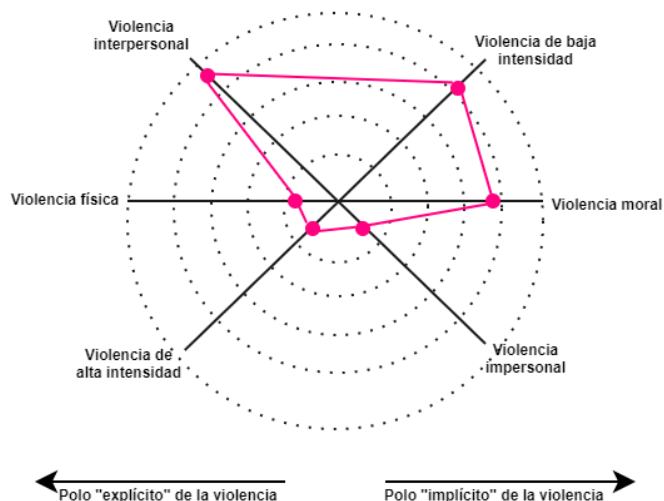 Violencia
interpersonal
Violencia de baja
intensidad
Violencia física
Violencia moral
Violencia de
alta intensidad
Violencia
impersonal
Polo "explícito" de la violencia
Polo "implícito" de la violencia